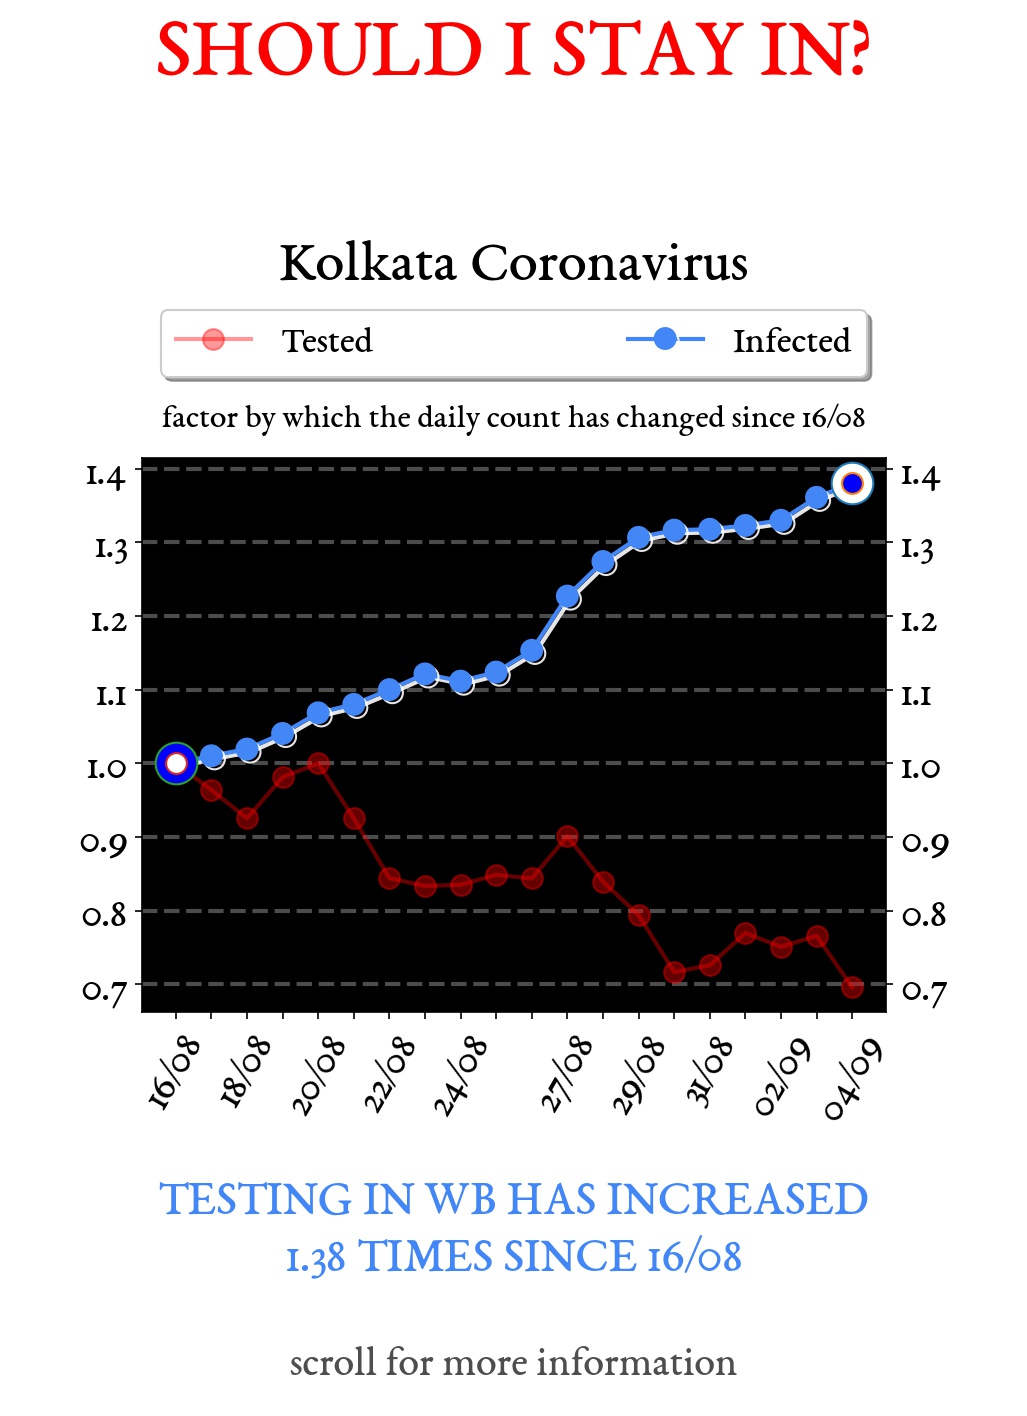 SHOULD I STAY IN?
Kolkata Coronavirus
Tested Infected
factor by which the daily count has changed since 16/08
1.4 1.4
1.3 1.3
1.2 1.2
1.1 1.1
1.0 1.0
0.9 0.9
0.8 0.8
0.7 0.7
16/08 18/08 20/08 22/08 24/08 27/08 29/08 31/08 02/09 04/09
TESTING IN WB HAS INCREASED
1.38 TIMES SINCE 16/08
scroll for more information